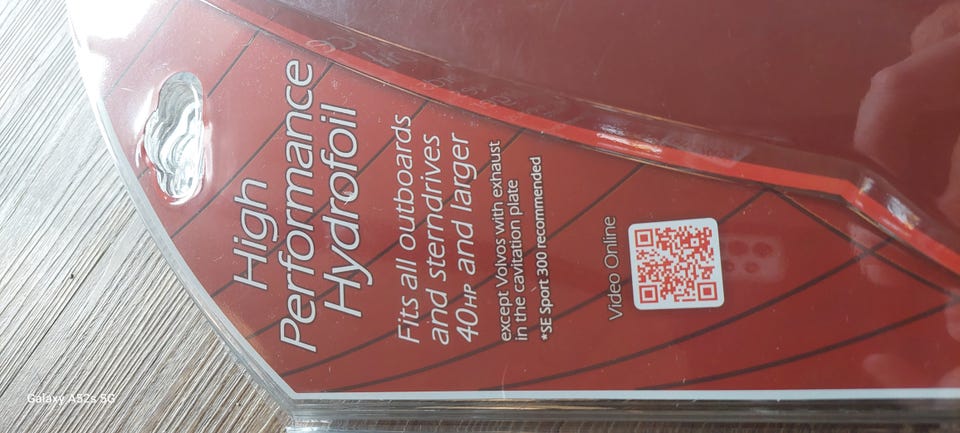 High
Performance
Hydrofoil
Fits all outboards
and sterndrives
40HP and larger
except Volvos with exhaust
in the cavitation plate
*SE Sport 300 recommended
Video Online
Galaxy A52s 5G